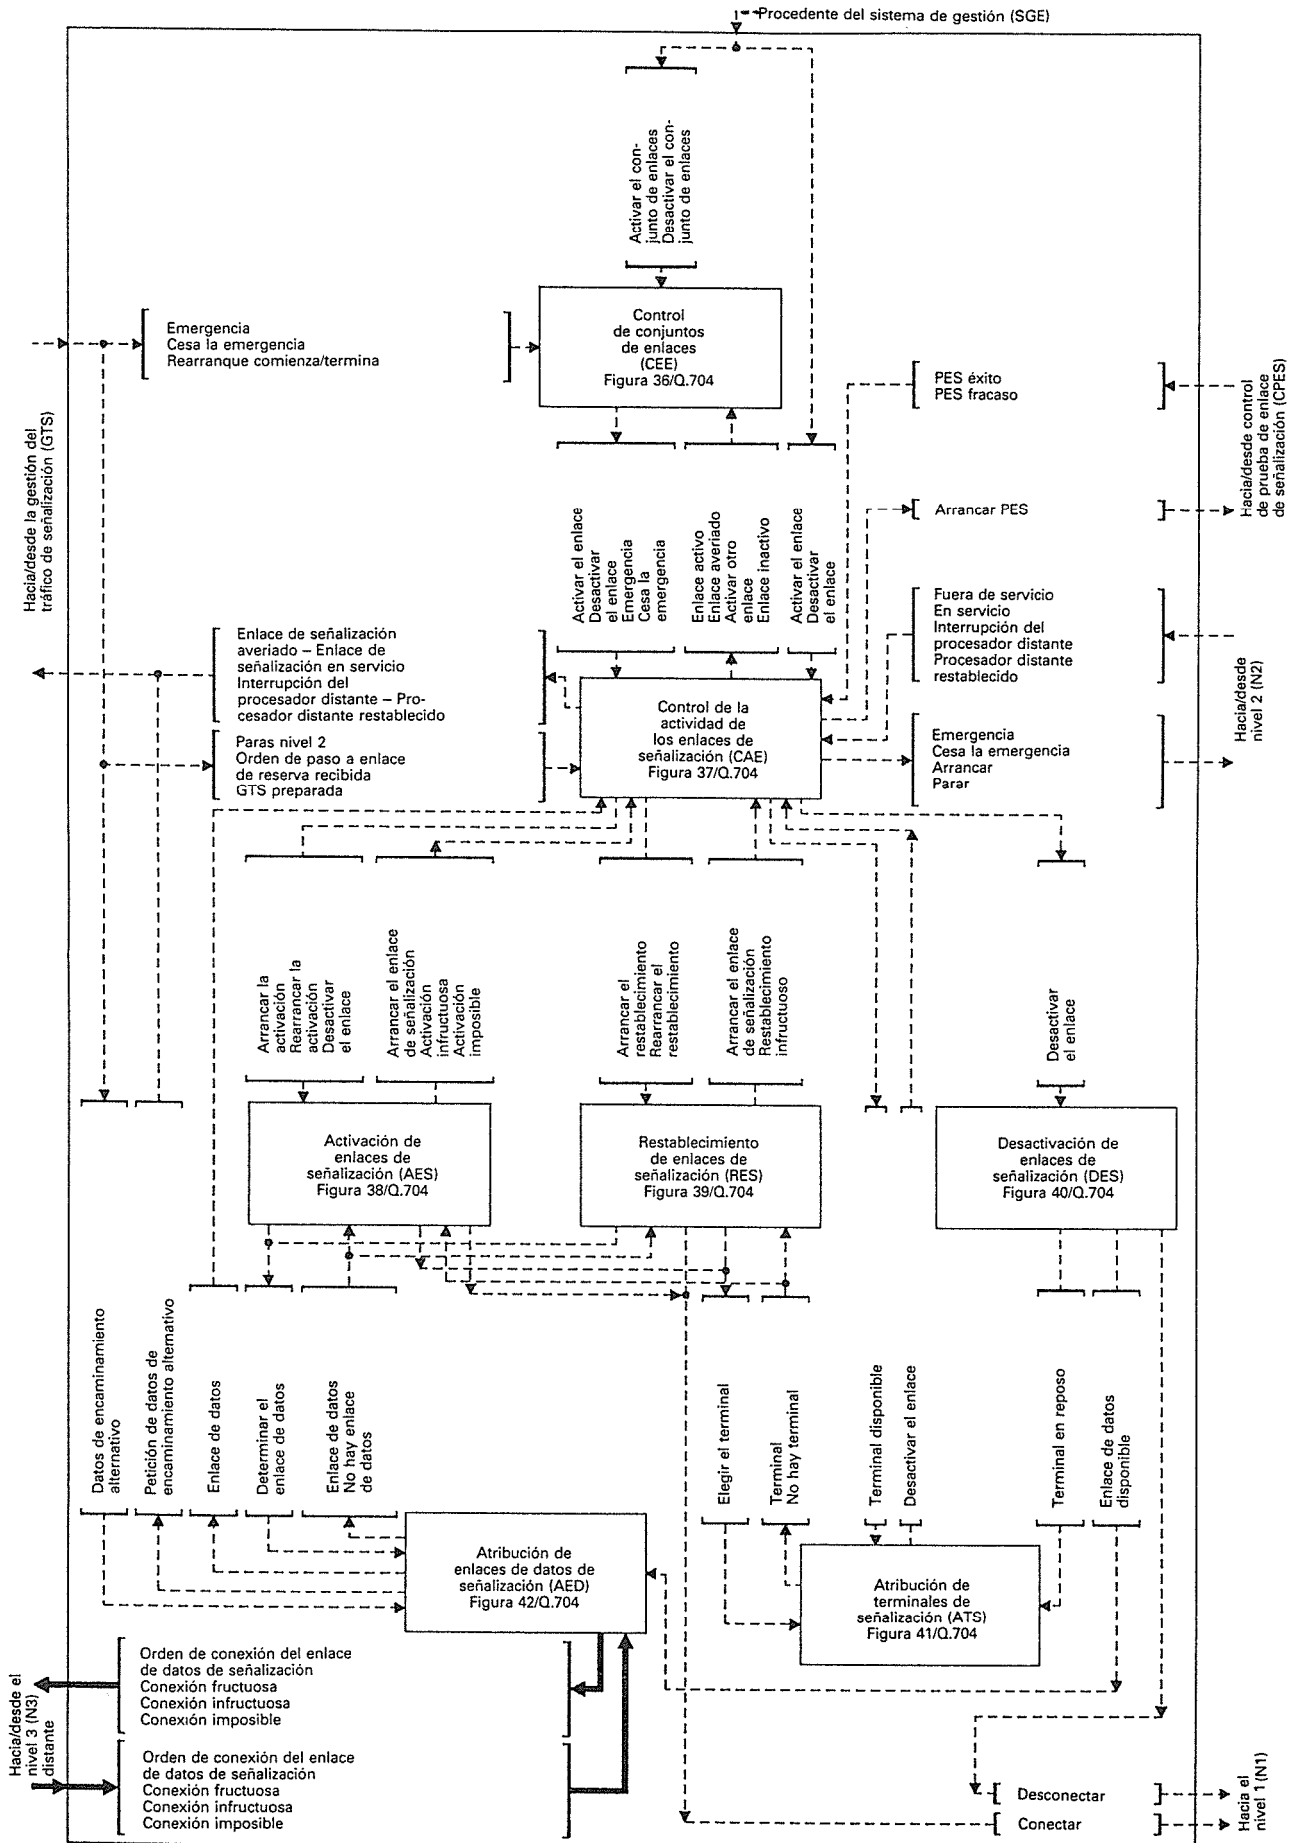 Procedente del sistema de gestión (SGE)
Activar el con-
junto de enlaces
Desactivar el con-
junto de enlaces
Emergencia
Cesa la emergencia
Rearranque comienza/termina
Control
de conjuntos
de enlaces
(CEE)
Figura 36/Q.704
PES éxito
PES fracaso
Hacia/desde la gestión del
tráfico de señalización (GTS)
Hacia/desde control
de prueba de enlace
de señalización (CPES)
Arrancar PES
Activar el enlace
Desactivar
el enlace
Emergencia
Cesa la
emergencia
Enlace activo
Enlace averiado
Activar otro
enlace
Enlace inactivo
Activar el enlace
Desactivar
el enlace
Fuera de servicio
En servicio
Interrupción del
procesador distante
Procesador distante
restablecido
Enlace de señalización
averiado – Enlace de
señalización en servicio
Interrupción del
procesador distante – Pro-
cesador distante restablecido
Hacia/desde
nivel 2 (N2)
Control de la
actividad de
los enlaces de
señalización (CAE)
Figura 37/Q.704
Paras nivel 2
Orden de paso a enlace
de reserva recibida
GTS preparada
Emergencia
Cesa la emergencia
Arrancar
Parar
Arrancar la
activación
Rearrancar la
activación
Desactivar
el enlace
Arrancar el enlace
de señalización
Activación
infructuosa
Activación
imposible
Arrancar el
restablecimiento
Rearrancar el
restablecimiento
Arrancar el enlace
de señalización
Restablecimiento
infructuoso
Desactivar
el enlace
Activación de
enlaces de
señalización (AES)
Figura 38/Q.704
Restablecimiento
de enlaces de
señalización (RES)
Figura 39/Q.704
Desactivación de
enlaces de
señalización (DES)
Figura 40/Q.704
Datos de encaminamiento
alternativo
Petición de datos de
encaminamiento alternativo
Enlace de datos
Determinar el
enlace de datos
Enlace de datos
No hay enlace
de datos
Elegir el terminal
Terminal
No hay terminal
Terminal disponible
Desactivar el enlace
Terminal en reposo
Enlace de datos
disponible
Atribución de
enlaces de datos de
señalización (AED)
Figura 42/Q.704
Atribución de
terminales de
señalización (ATS)
Figura 41/Q.704
Hacia/desde el
nivel 3 (N3)
distante
Orden de conexión del enlace
de datos de señalización
Conexión fructuosa
Conexión infructuosa
Conexión imposible
Orden de conexión del enlace
de datos de señalización
Conexión fructuosa
Conexión infructuosa
Conexión imposible
Desconectar
Conectar
Hacia el
nivel 1 (N1)